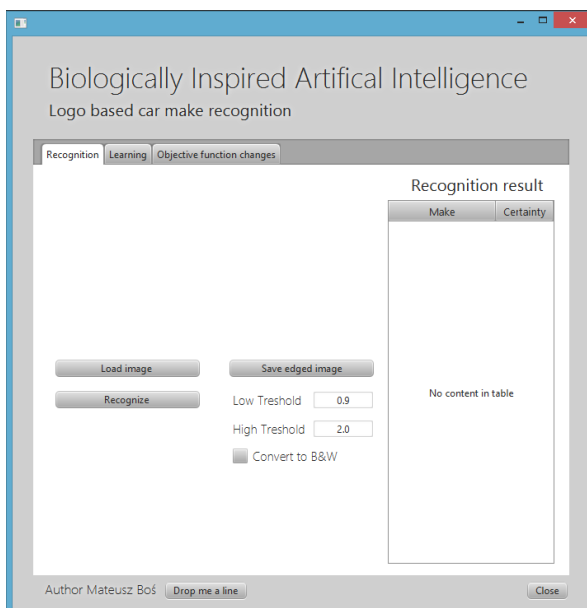 Biologically Inspired Artifical Intelligence
Logo based car make recognition
Recognition Learning Objective function changes
Recognition result
Make Certainty
No content in table
Load image Save edged image
Recognize Low Treshold 0.9
High Treshold 2.0
Convert to B&W
Author Mateusz Boś Drop me a line Close